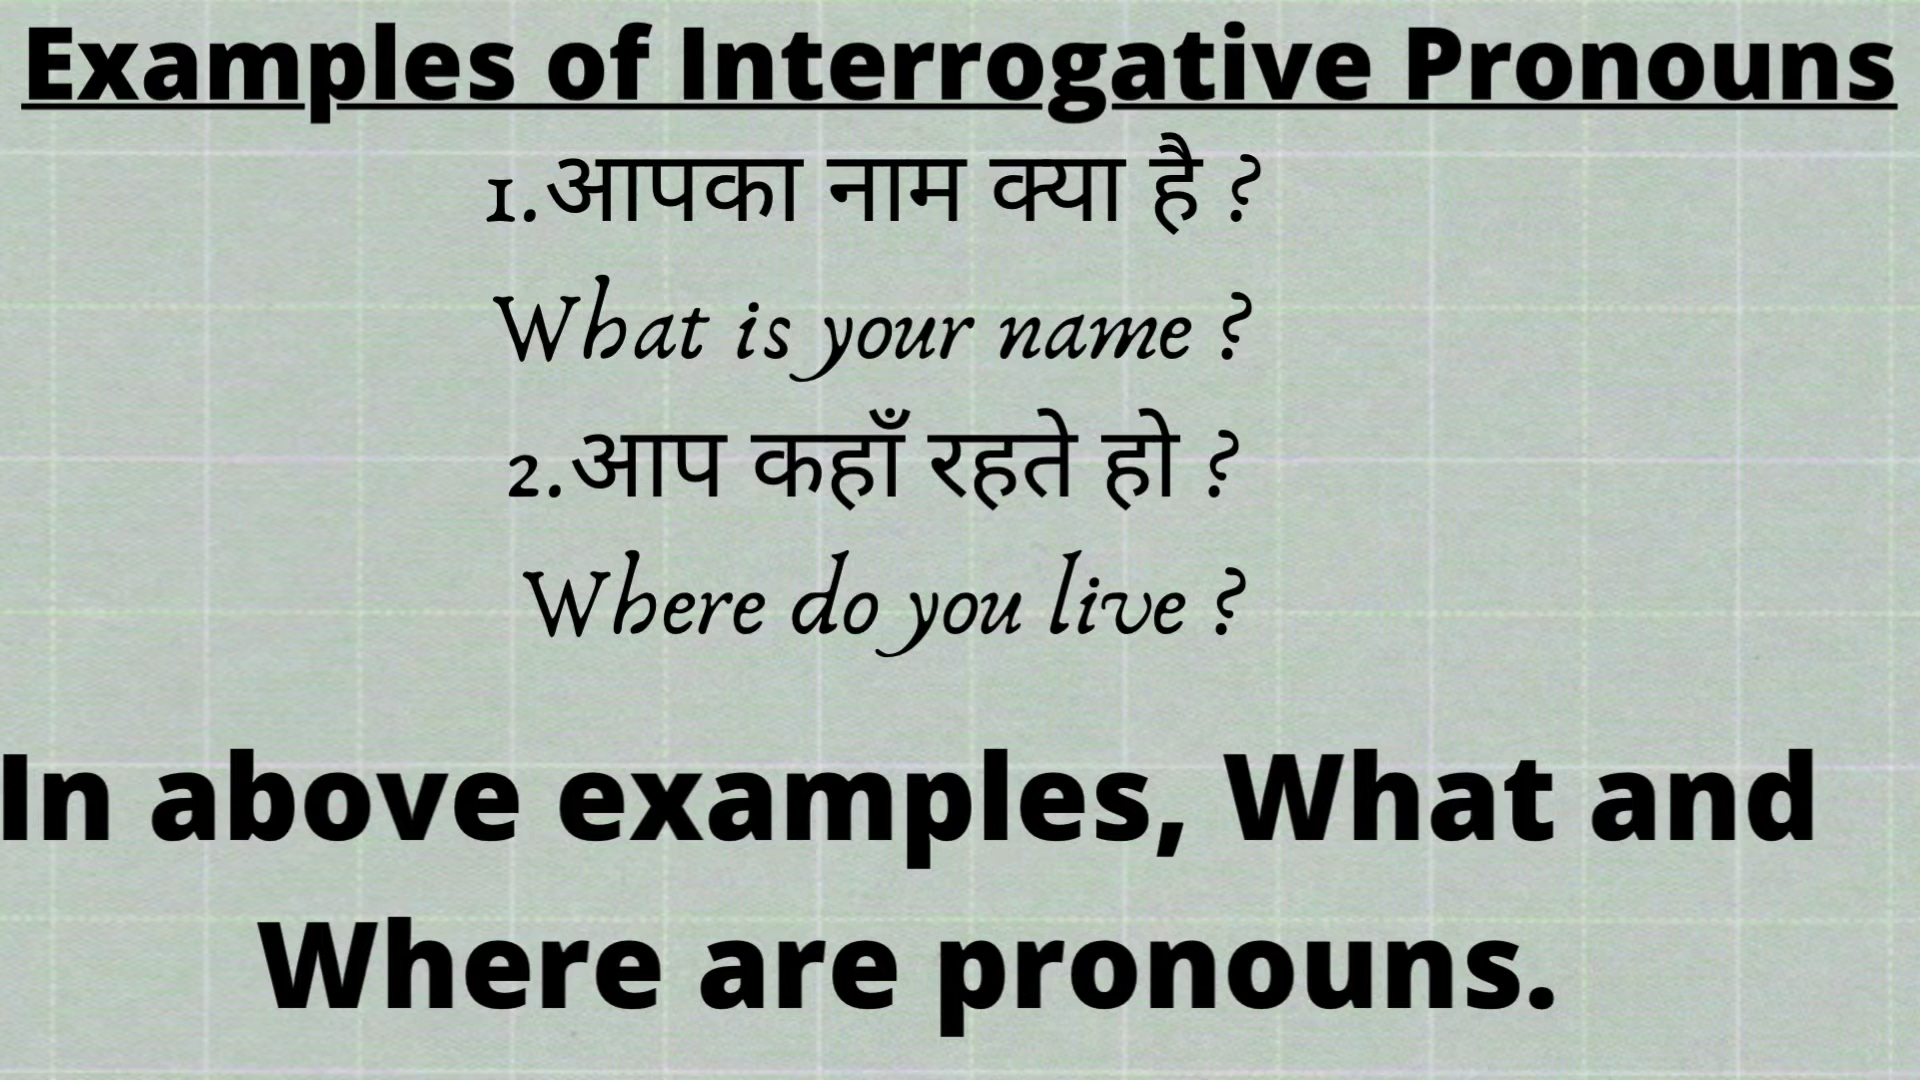 Examples of Interrogative Pronouns
1.आपका नाम क्या है ?
What is your name ?
2.आप कहाँ रहते हो ?
Where do you live ?
In above examples, What and
Where are pronouns.